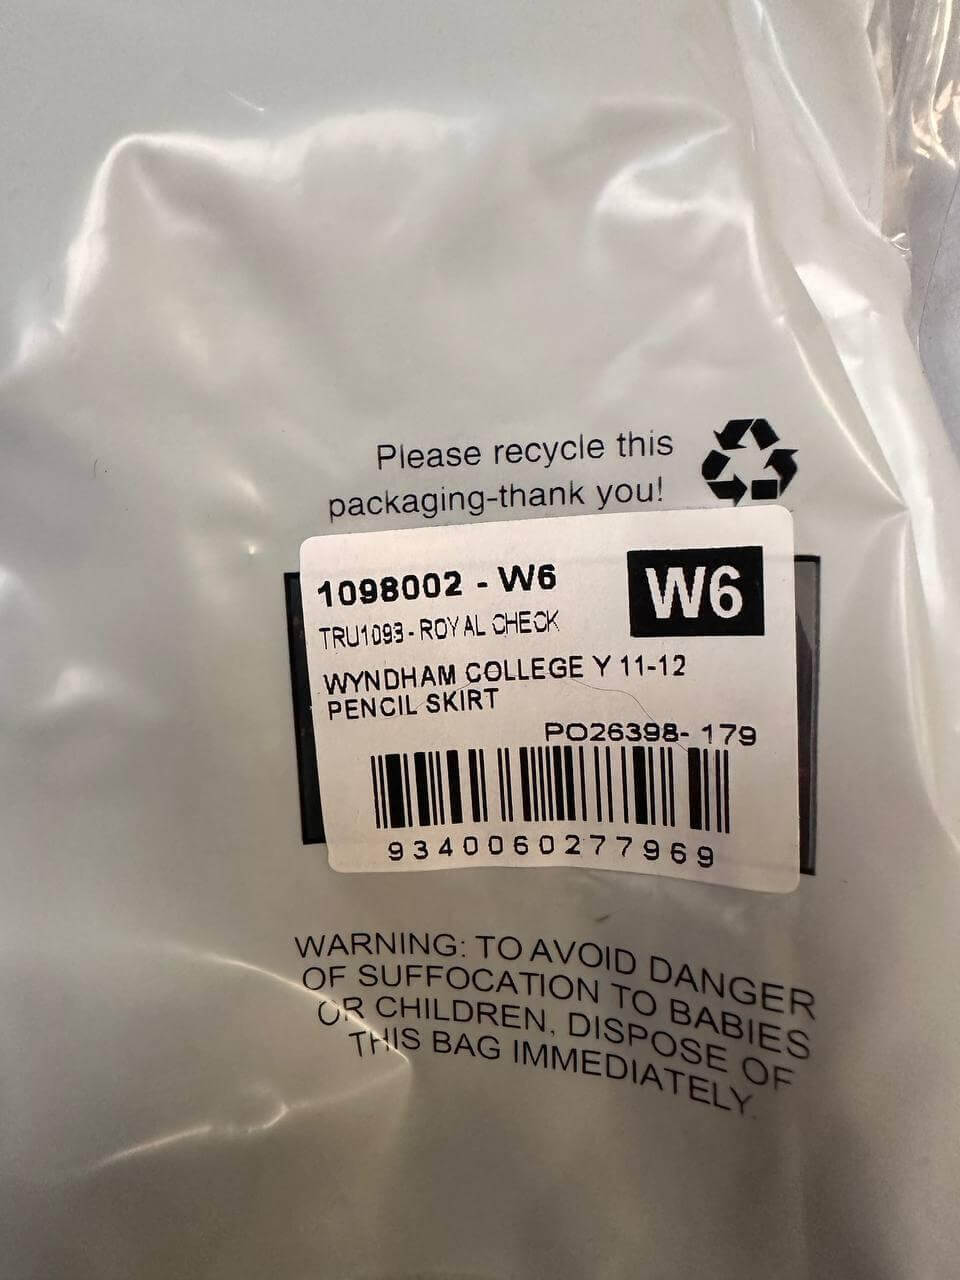 Please recycle this
packaging-thank you!
1098002 - W6
W6
TRU1093 - ROYAL CHECK
WYNDHAM COLLEGE Y 11-12
PENCIL SKIRT
PO26398- 179
9340060277969
WARNING: TO AVOID DANGER
OF SUFFOCATION TO BABIES
OR CHILDREN, DISPOSE OF
THIS BAG IMMEDIATELY.